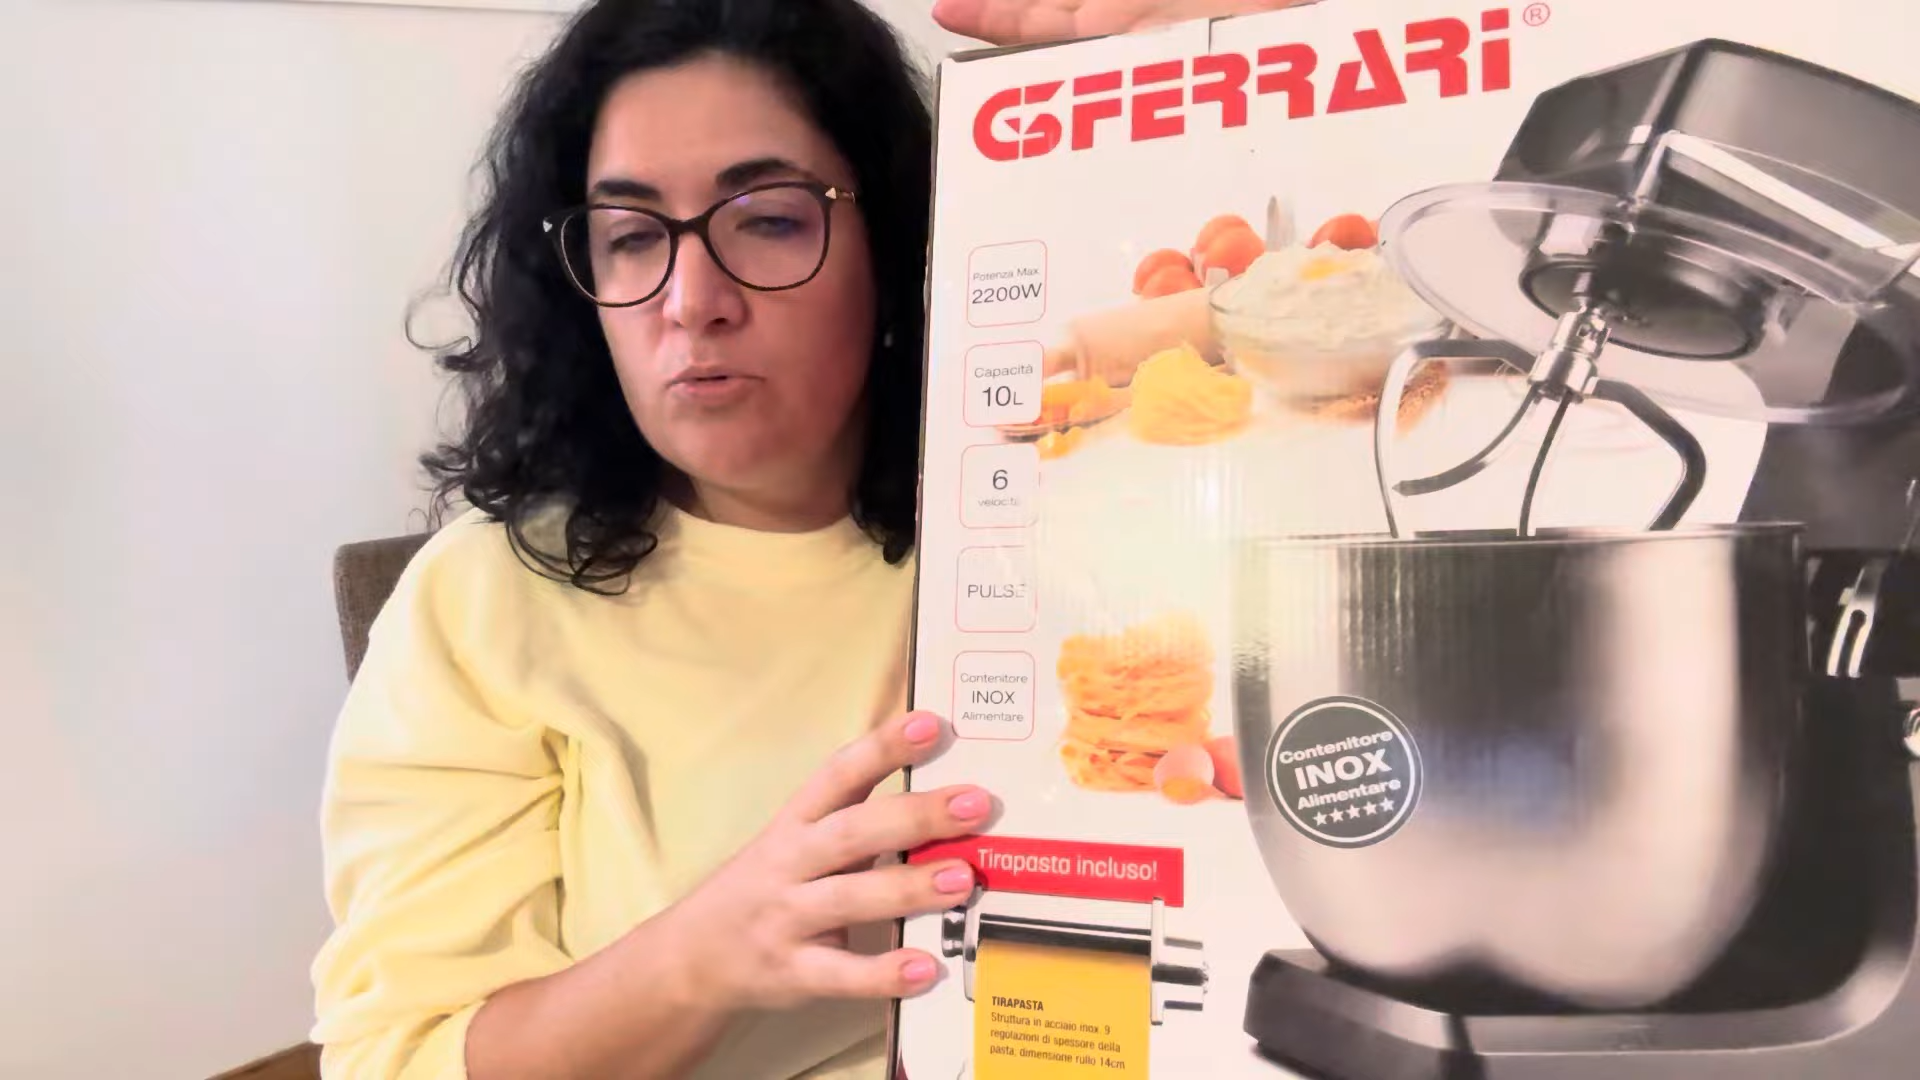 GFERRARI®
Potenza Max
2200W
Capacità
10L
6
velocità
PULSE
Contenitore
INOX
Alimentare
Contenitore
INOX
Alimentare
Tirapasta incluso!
TIRAPASTA
Struttura in acciaio inox, 9
regolazioni di spessore della
pasta, dimensione rullo 14cm